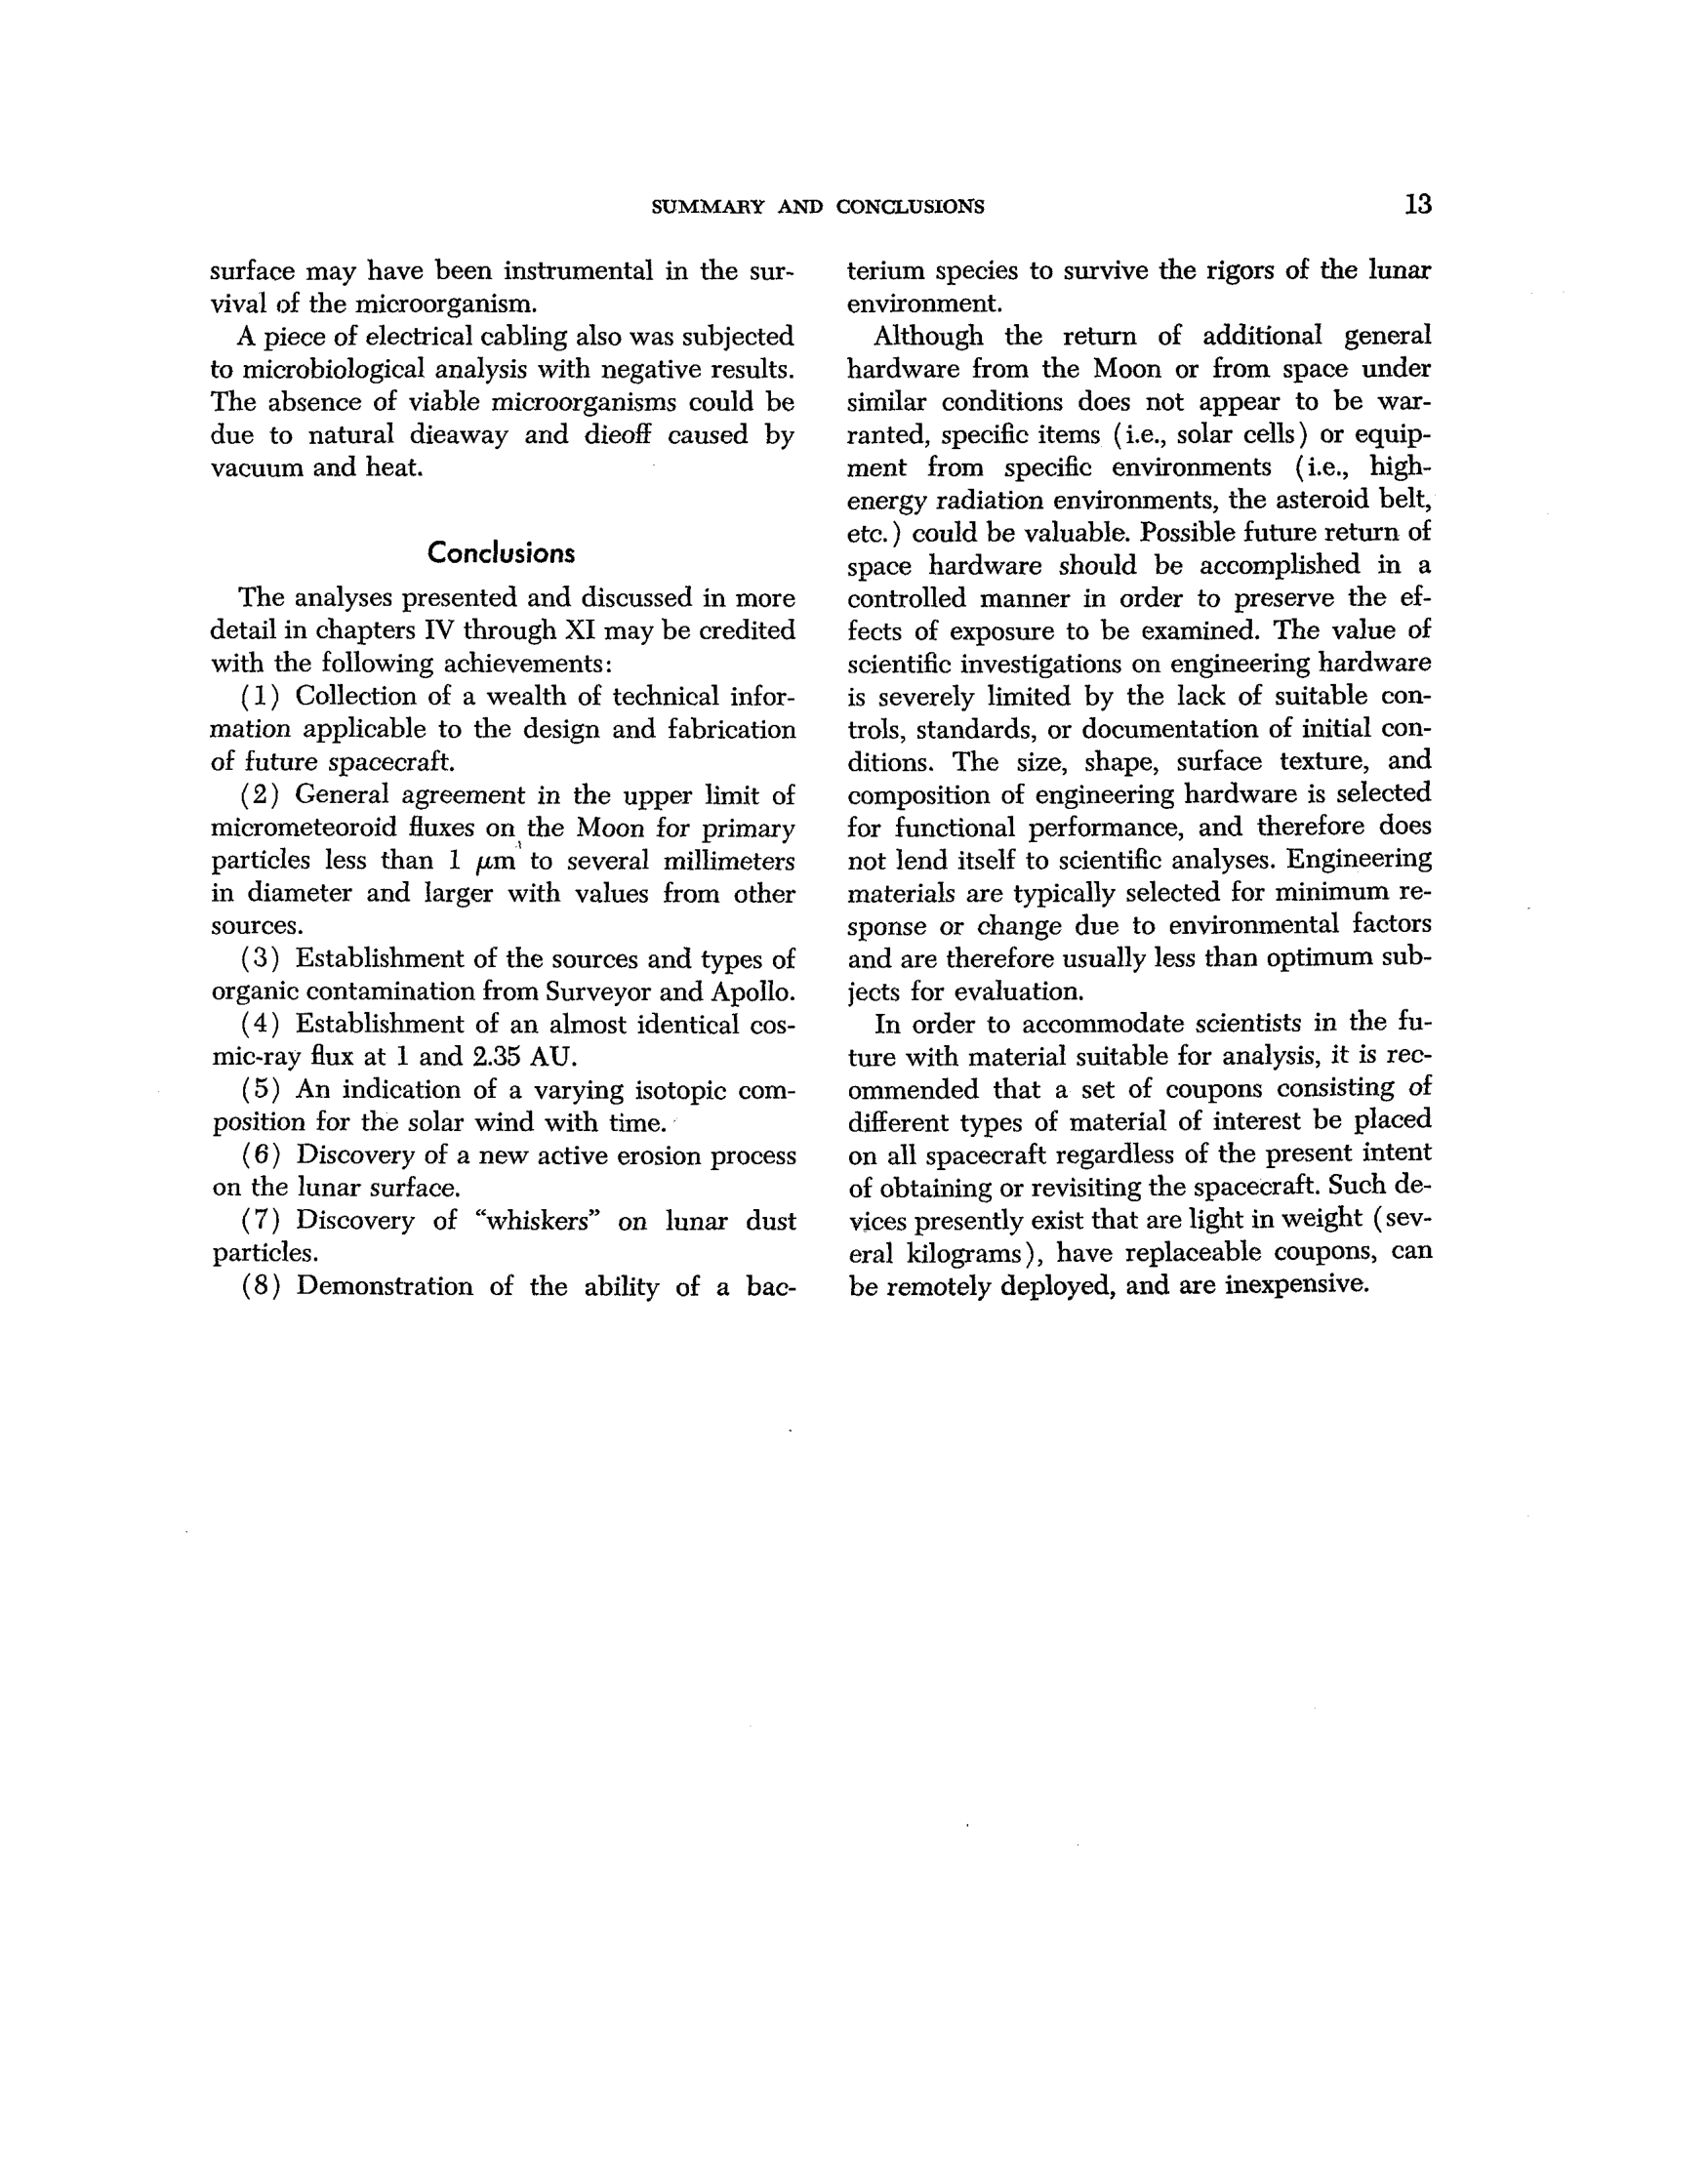 SUMMARY AND CONCLUSIONS
13
surface may have been instrumental in the sur-
vival of the microorganism.
A piece of electrical cabling also was subjected
to microbiological analysis with negative results.
The absence of viable microorganisms could be
due to natural dieaway and dieoff caused by
vacuum and heat.
Conclusions
The analyses presented and discussed in more
detail in chapters IV through XI may be credited
with the following achievements:
(1) Collection of a wealth of technical infor-
mation applicable to the design and fabrication
of future spacecraft.
(2) General agreement in the upper limit of
micrometeoroid fluxes on the Moon for primary
particles less than 1 μm to several millimeters
in diameter and larger with values from other
sources.
(3) Establishment of the sources and types of
organic contamination from Surveyor and Apollo.
(4) Establishment of an almost identical cos-
mic-ray flux at 1 and 2.35 AU.
(5) An indication of a varying isotopic com-
position for the solar wind with time.
(6) Discovery of a new active erosion process
on the lunar surface.
(7) Discovery of “whiskers” on lunar dust
particles.
(8) Demonstration of the ability of a bac-
terium species to survive the rigors of the lunar
environment.
Although the return of additional general
hardware from the Moon or from space under
similar conditions does not appear to be war-
ranted, specific items (i.e., solar cells) or equip-
ment from specific environments (i.e., high-
energy radiation environments, the asteroid belt,
etc.) could be valuable. Possible future return of
space hardware should be accomplished in a
controlled manner in order to preserve the ef-
fects of exposure to be examined. The value of
scientific investigations on engineering hardware
is severely limited by the lack of suitable con-
trols, standards, or documentation of initial con-
ditions. The size, shape, surface texture, and
composition of engineering hardware is selected
for functional performance, and therefore does
not lend itself to scientific analyses. Engineering
materials are typically selected for minimum re-
sponse or change due to environmental factors
and are therefore usually less than optimum sub-
jects for evaluation.
In order to accommodate scientists in the fu-
ture with material suitable for analysis, it is rec-
ommended that a set of coupons consisting of
different types of material of interest be placed
on all spacecraft regardless of the present intent
of obtaining or revisiting the spacecraft. Such de-
vices presently exist that are light in weight (sev-
eral kilograms), have replaceable coupons, can
be remotely deployed, and are inexpensive.